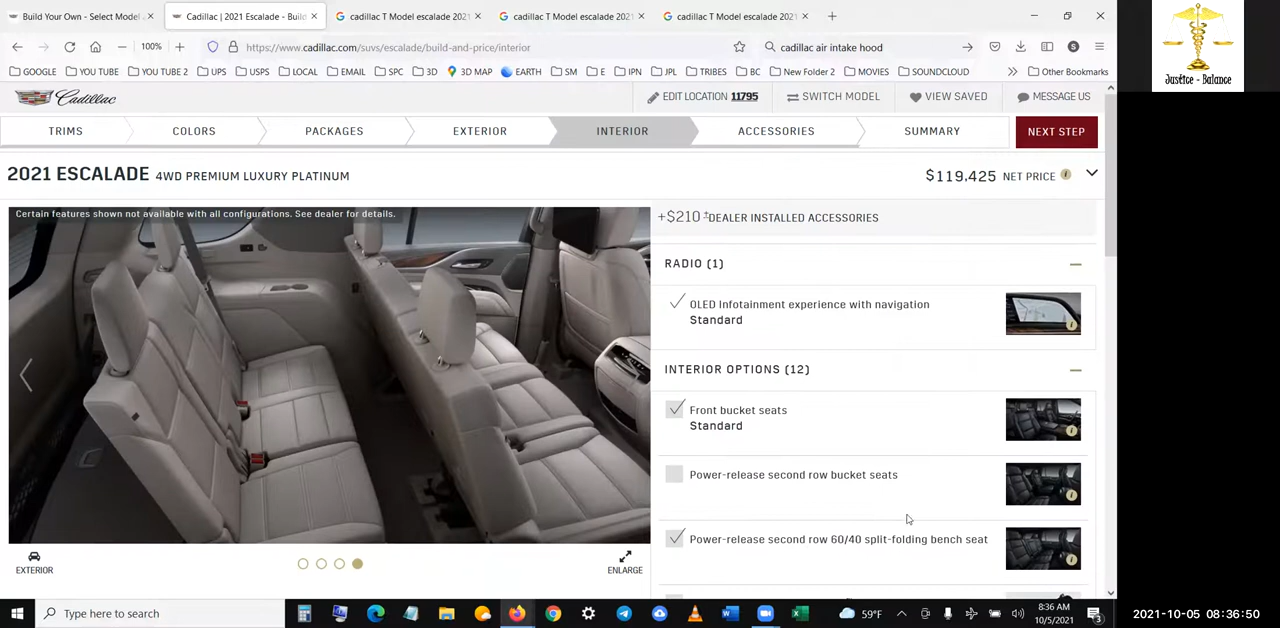 Build Your Own - Select Model a
Cadillac | 2021 Escalade - Build
cadillac T Model escalade 2021
cadillac T Model escalade 2021
cadillac T Model escalade 2021
100%
https://www.cadillac.com/suvs/escalade/build-and-price/interior
cadillac air intake hood
S
GOOGLE
YOU TUBE
YOU TUBE 2
UPS
USPS
LOCAL
EMAIL
SPC
3D
3D MAP
EARTH
SM
E
IPN
JPL
TRIBES
BC
New Folder 2
MOVIES
SOUNDCLOUD
Other Bookmarks
Justice - Balance
Cadillac
EDIT LOCATION 11795
SWITCH MODEL
VIEW SAVED
MESSAGE US
TRIMS
COLORS
PACKAGES
EXTERIOR
INTERIOR
ACCESSORIES
SUMMARY
NEXT STEP
2021 ESCALADE 4WD PREMIUM LUXURY PLATINUM
$119,425 NET PRICE
Certain features shown not available with all configurations. See dealer for details.
+$210 ‡DEALER INSTALLED ACCESSORIES
RADIO (1)
OLED Infotainment experience with navigation
Standard
INTERIOR OPTIONS (12)
Front bucket seats
Standard
Power-release second row bucket seats
Power-release second row 60/40 split-folding bench seat
EXTERIOR
ENLARGE
Type here to search
59°F
8:36 AM
10/5/2021
3
2021-10-05 08:36:50